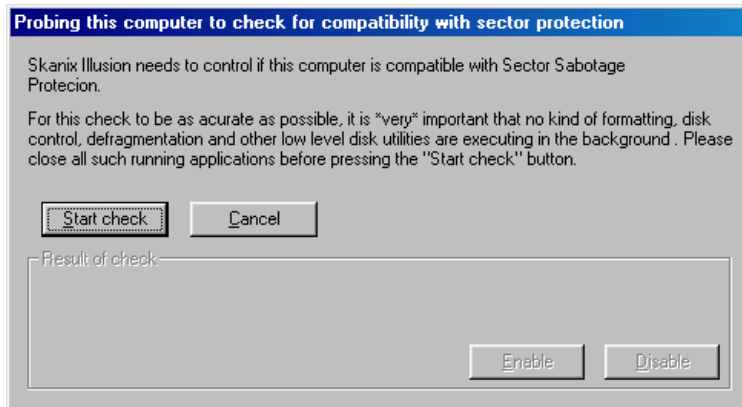 Probing this computer to check for compatibility with sector protection
Skanix Illusion needs to control if this computer is compatible with Sector Sabotage
Protecion.
For this check to be as acurate as possible, it is *very* important that no kind of formatting, disk
control, defragmentation and other low level disk utilities are executing in the background . Please
close all such running applications before pressing the "Start check" button.
Start check Cancel
Result of check
Enable Disable